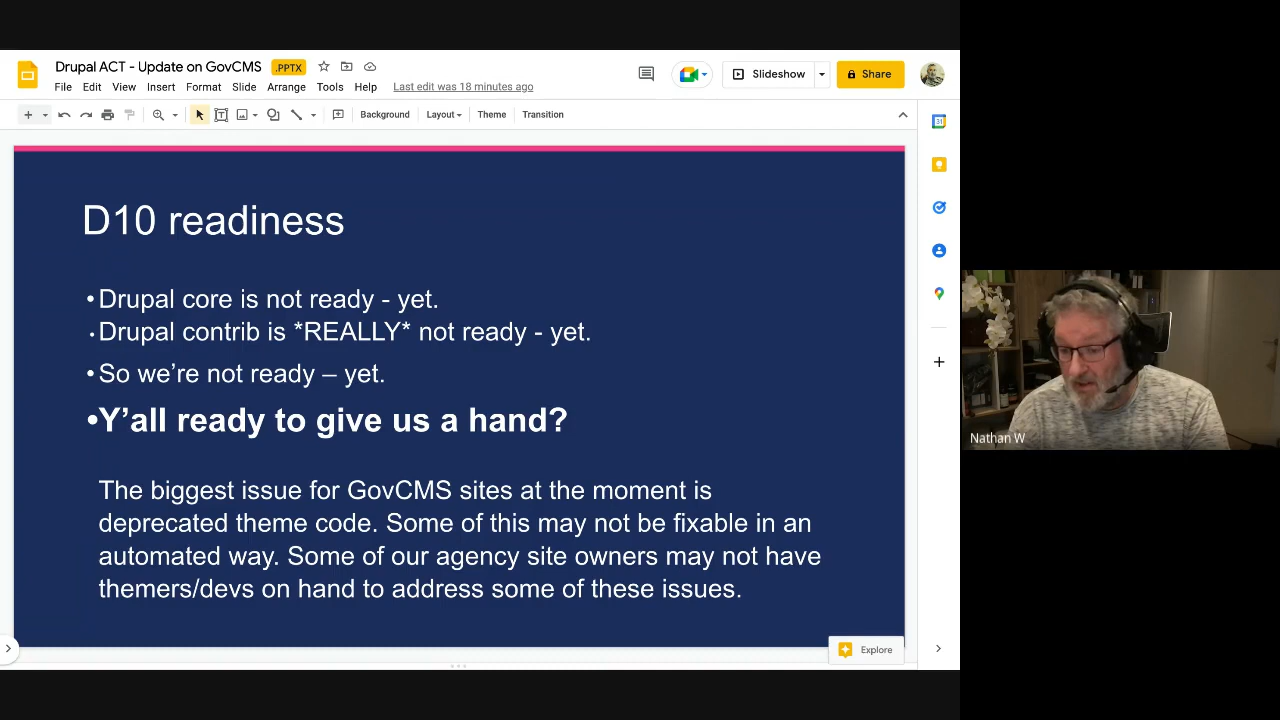 Drupal ACT - Update on GovCMS .PPTX
File Edit View Insert Format Slide Arrange Tools Help Last edit was 18 minutes ago
Slideshow
Share
Background Layout Theme Transition
31
D10 readiness
•Drupal core is not ready - yet.
•Drupal contrib is *REALLY* not ready - yet.
•So we’re not ready – yet.
•Y’all ready to give us a hand?
The biggest issue for GovCMS sites at the moment is
deprecated theme code. Some of this may not be fixable in an
automated way. Some of our agency site owners may not have
themers/devs on hand to address some of these issues.
Explore
Nathan W